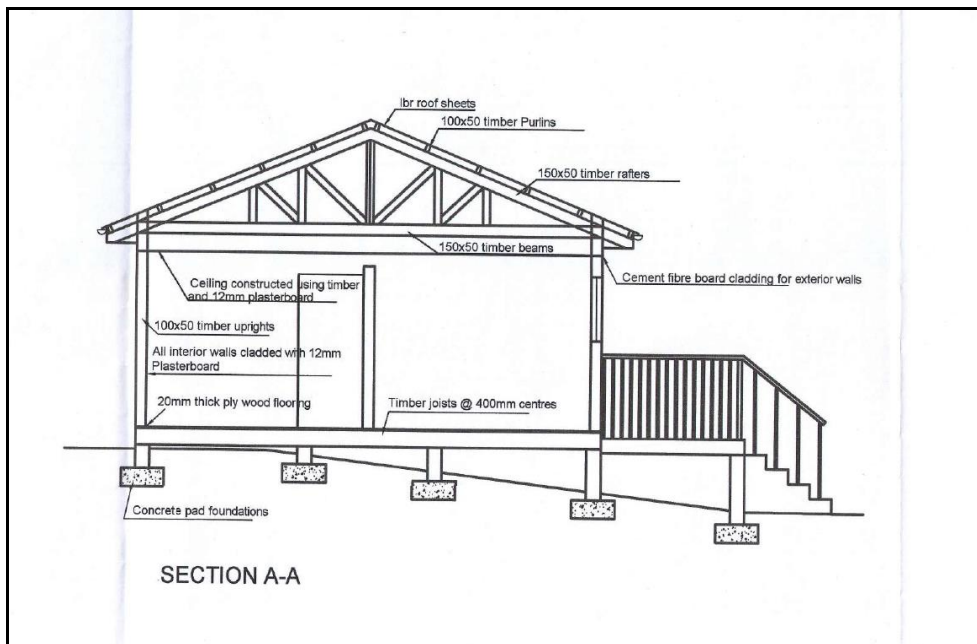 lbr roof sheets
100x50 timber Purlins
150x50 timber rafters
150x50 timber beams
Cement fibre board cladding for exterior walls
Ceiling constructed using timber
and 12mm plasterboard
100x50 timber uprights
All interior walls cladded with 12mm
Plasterboard
20mm thick ply wood flooring
Timber joists @ 400mm centres
Concrete pad foundations
SECTION A-A